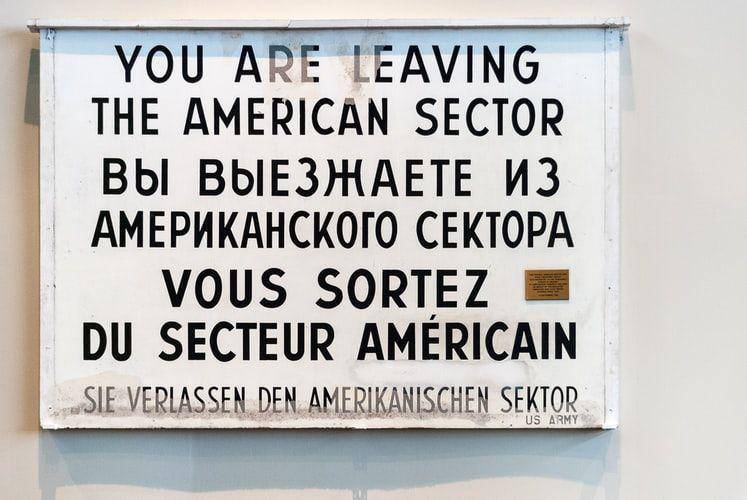 YOU ARE LEAVING
THE AMERICAN SECTOR
ВЫ ВЫЕЗЖАЕТЕ ИЗ
АМЕРИКАНСКОГО СЕКТОРА
VOUS SORTEZ
DU SECTEUR AMÉRICAIN
SIE VERLASSEN DEN AMERIKANISCHEN SEKTOR
US ARMY